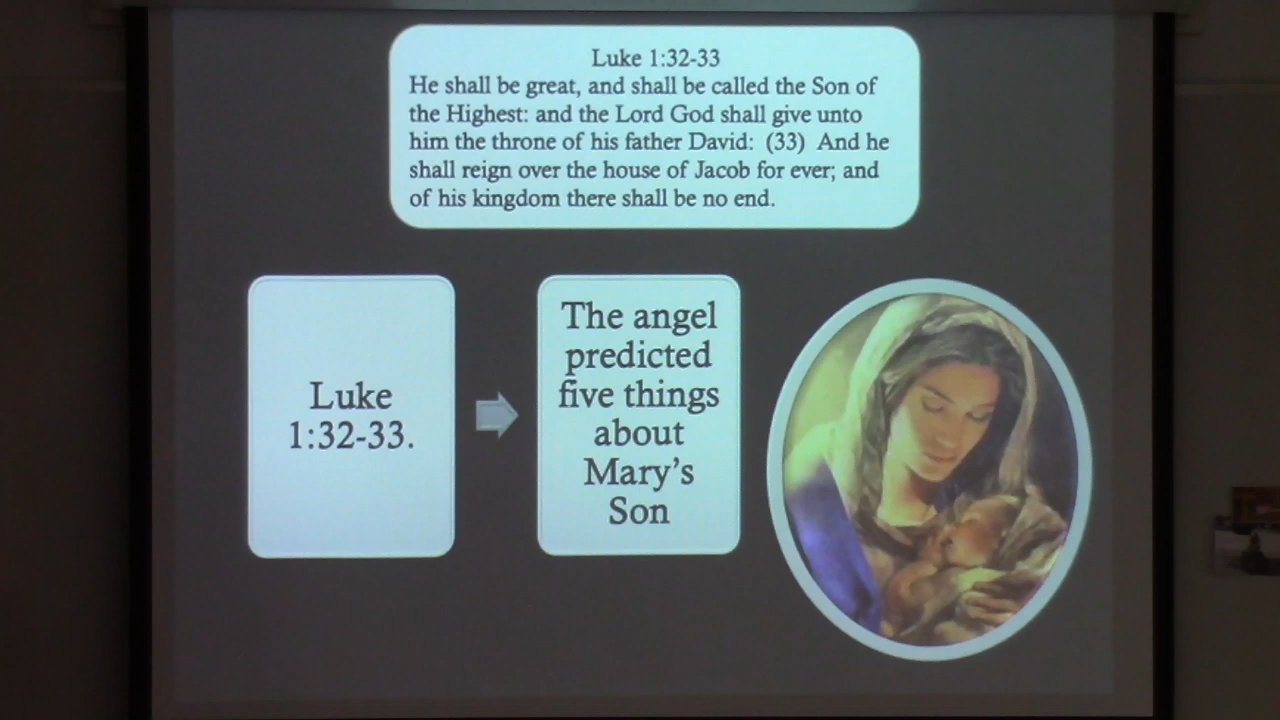 Luke 1:32-33
He shall be great, and shall be called the Son of
the Highest: and the Lord God shall give unto
him the throne of his father David: (33) And he
shall reign over the house of Jacob for ever; and
of his kingdom there shall be no end.
Luke
1:32-33.
The angel
predicted
five things
about
Mary's
Son